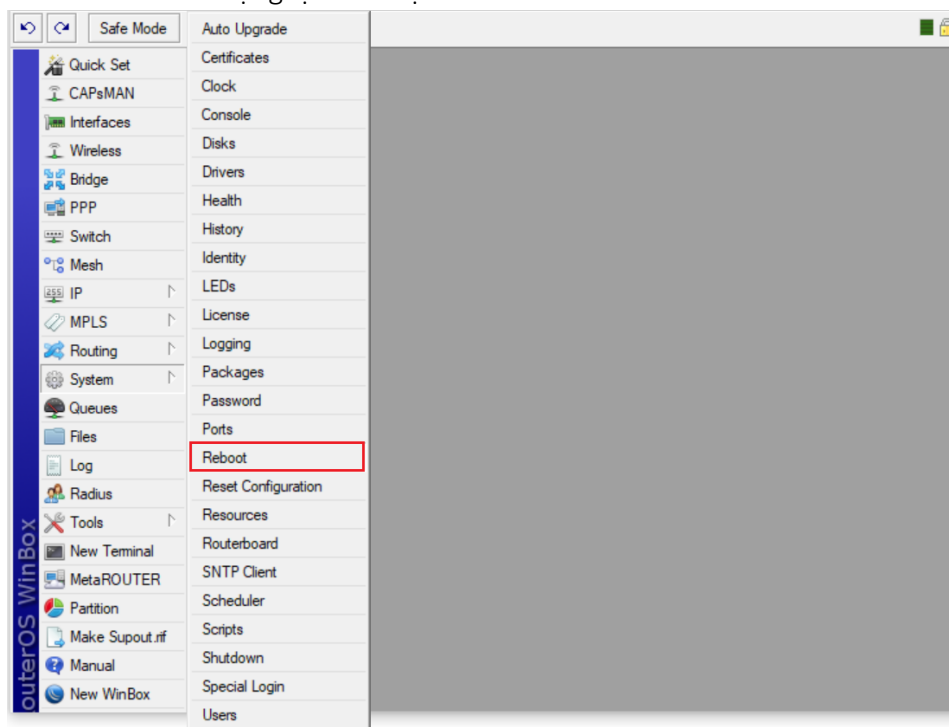 Safe Mode
Quick Set
CAPsMAN
Interfaces
Wireless
Bridge
PPP
Switch
Mesh
255 IP
MPLS
Routing
System
Queues
Files
Log
Radius
Tools
New Terminal
MetaROUTER
Partition
Make Supout.rif
Manual
New WinBox
outerOS WinBox
Auto Upgrade
Certificates
Clock
Console
Disks
Drivers
Health
History
Identity
LEDs
License
Logging
Packages
Password
Ports
Reboot
Reset Configuration
Resources
Routerboard
SNTP Client
Scheduler
Scripts
Shutdown
Special Login
Users